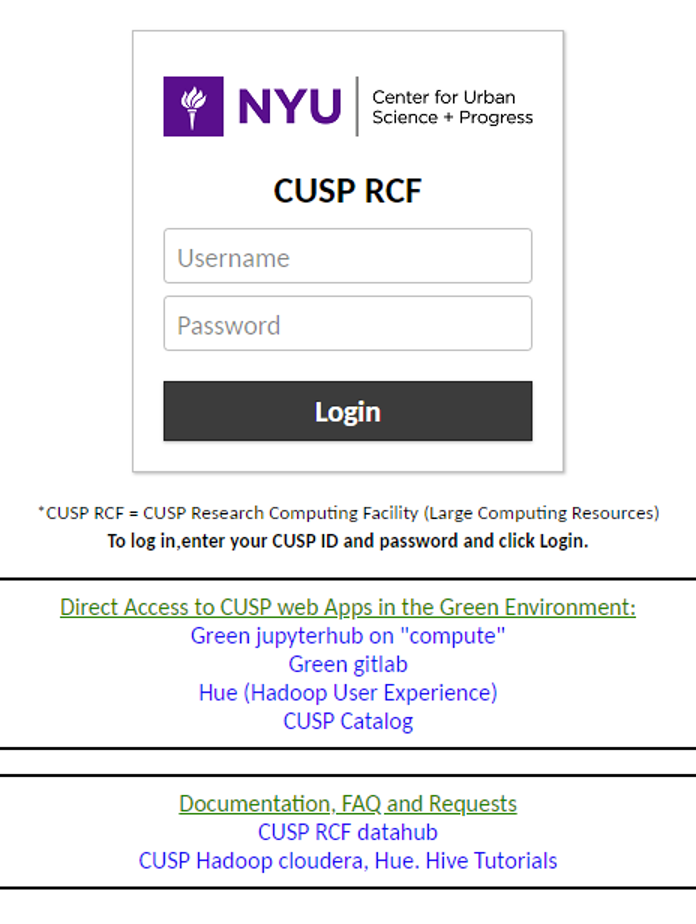 NYU
Center for Urban
Science + Progress
CUSP RCF
Username
Password
Login
*CUSP RCF = CUSP Research Computing Facility (Large Computing Resources)
To log in,enter your CUSP ID and password and click Login.
Direct Access to CUSP web Apps in the Green Environment:
Green jupyterhub on "compute"
Green gitlab
Hue (Hadoop User Experience)
CUSP Catalog
Documentation, FAQ and Requests
CUSP RCF datahub
CUSP Hadoop cloudera, Hue. Hive Tutorials